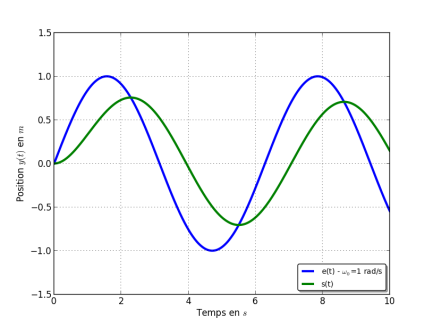 1.5
1.0
0.5
0.0
−0.5
−1.0
−1.5
Position y(t) en m
0 2 4 6 8 10
Temps en s
e(t) - ω₀=1 rad/s
s(t)